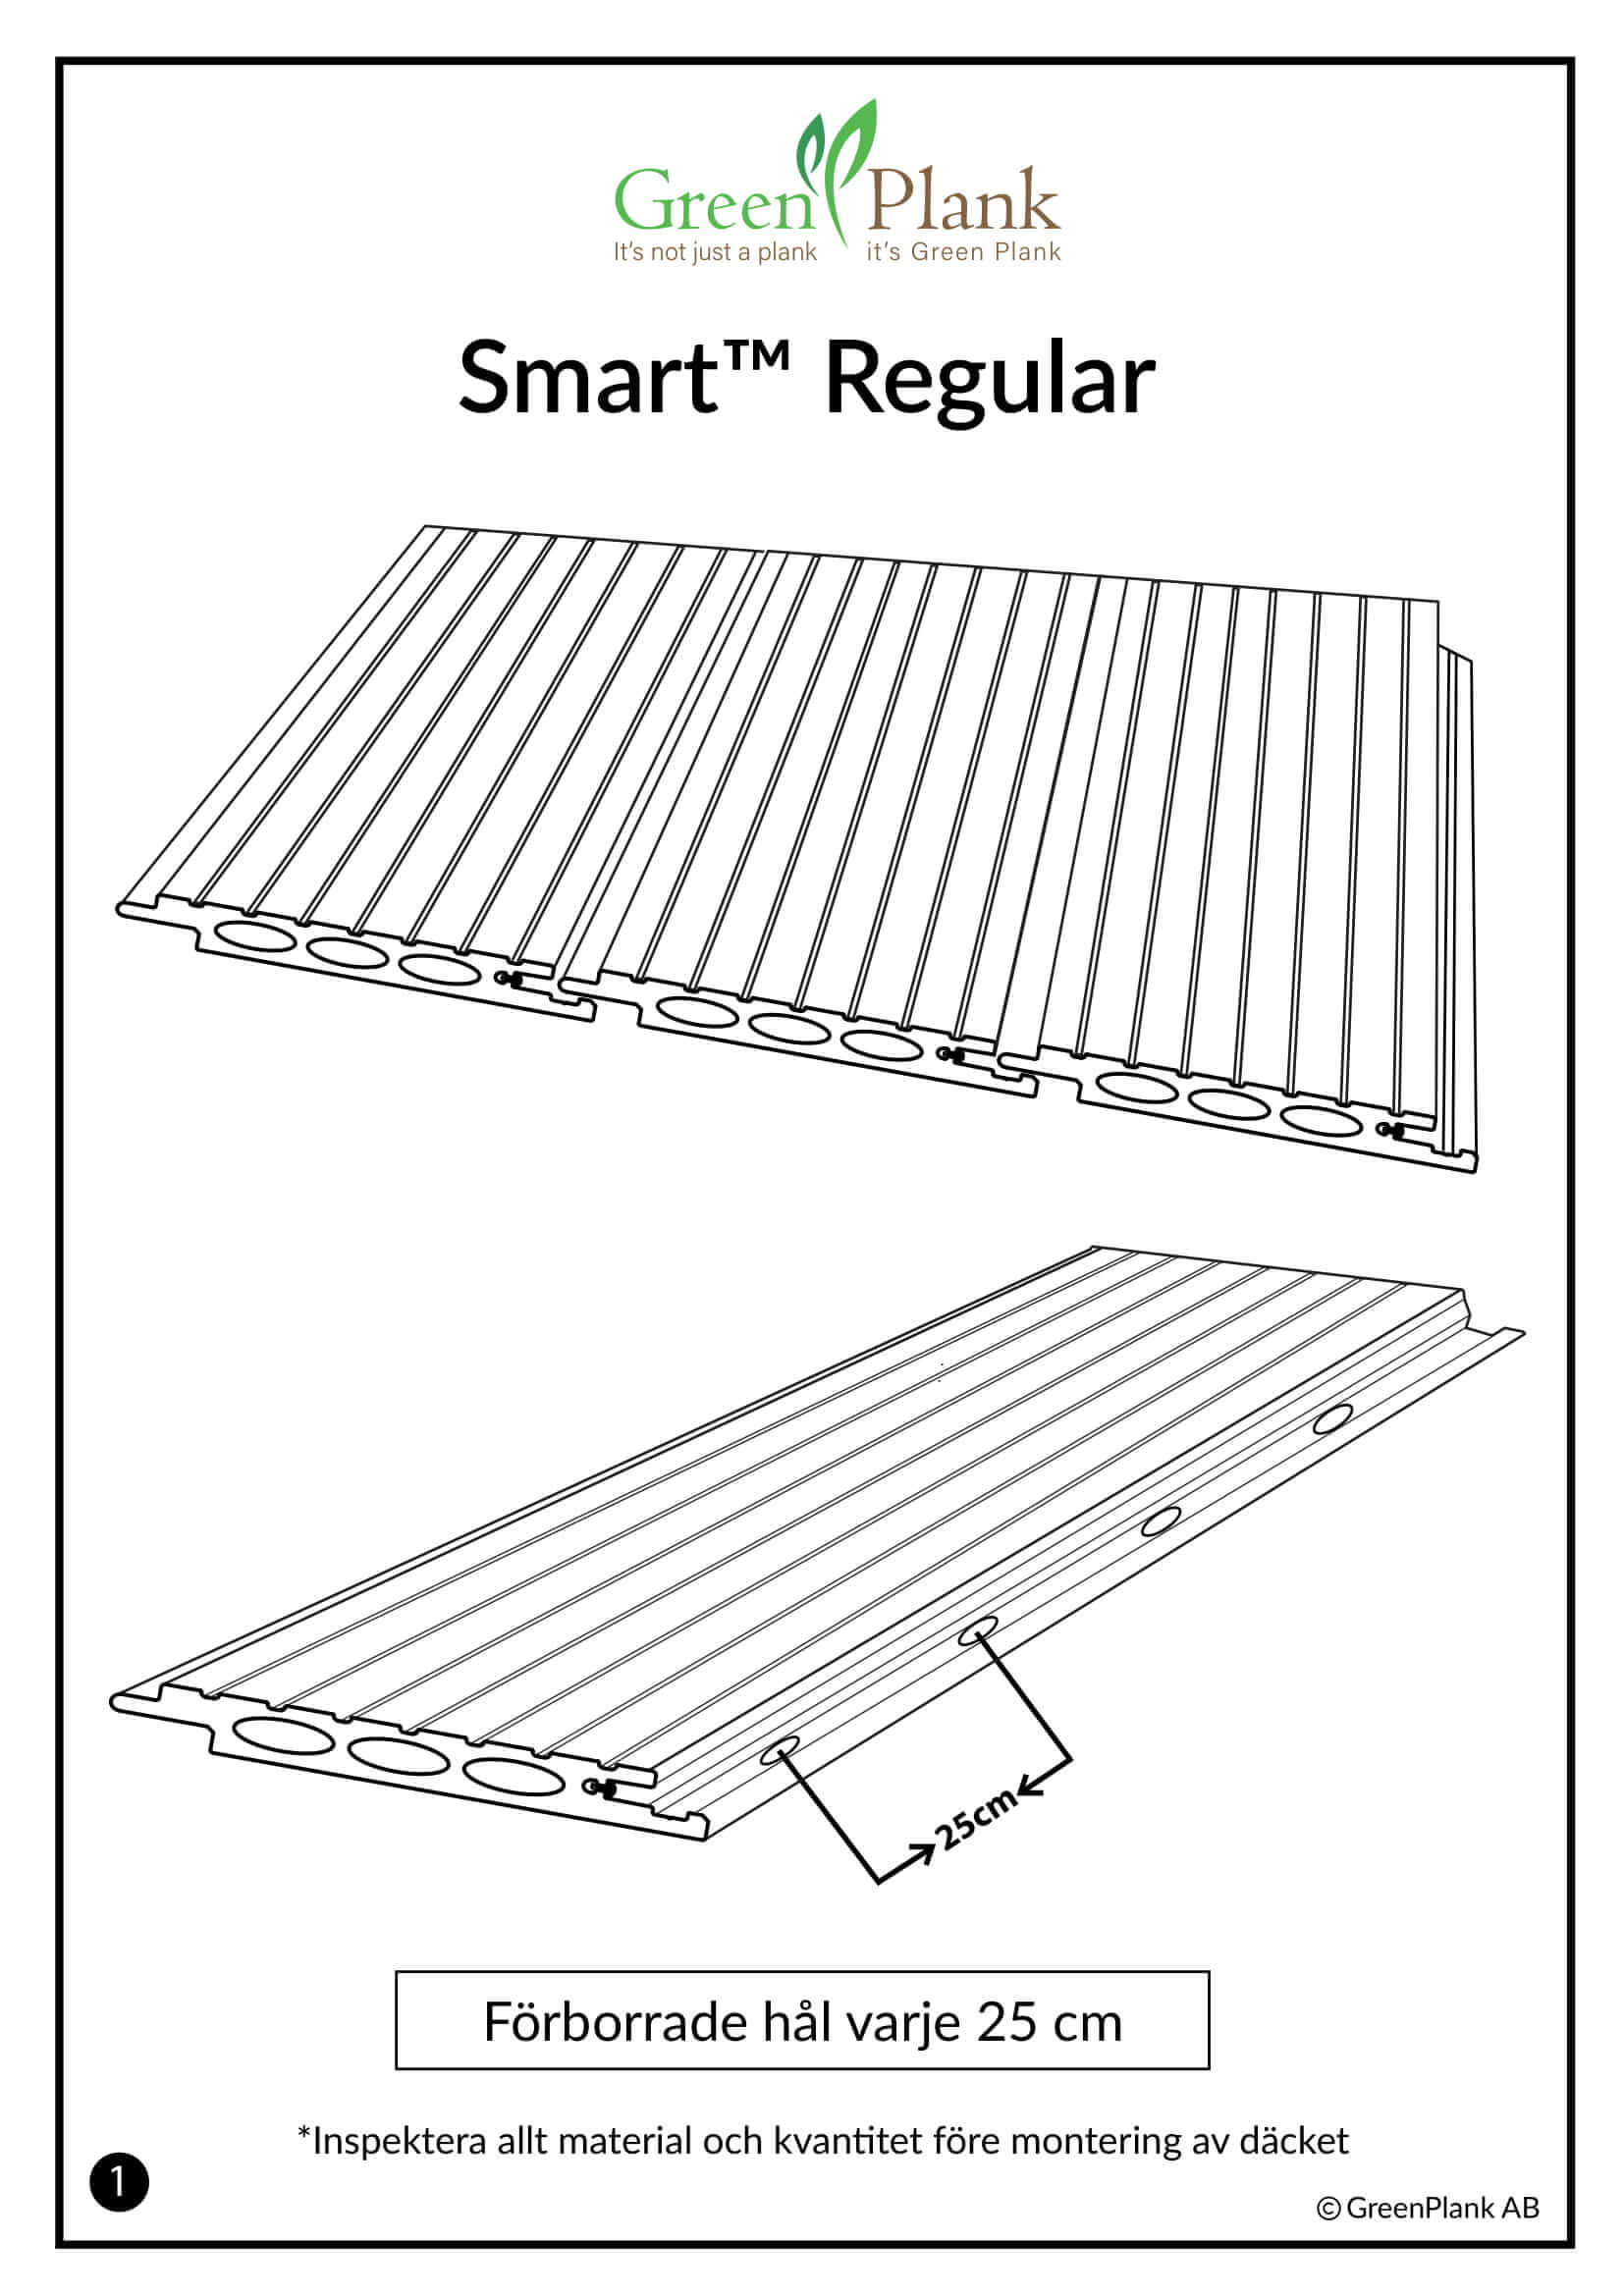 Green Plank
It's not just a plank it's Green Plank
Smart™ Regular
25cm
Förborrade hål varje 25 cm
*Inspektera allt material och kvantitet före montering av däcket
1
© GreenPlank AB